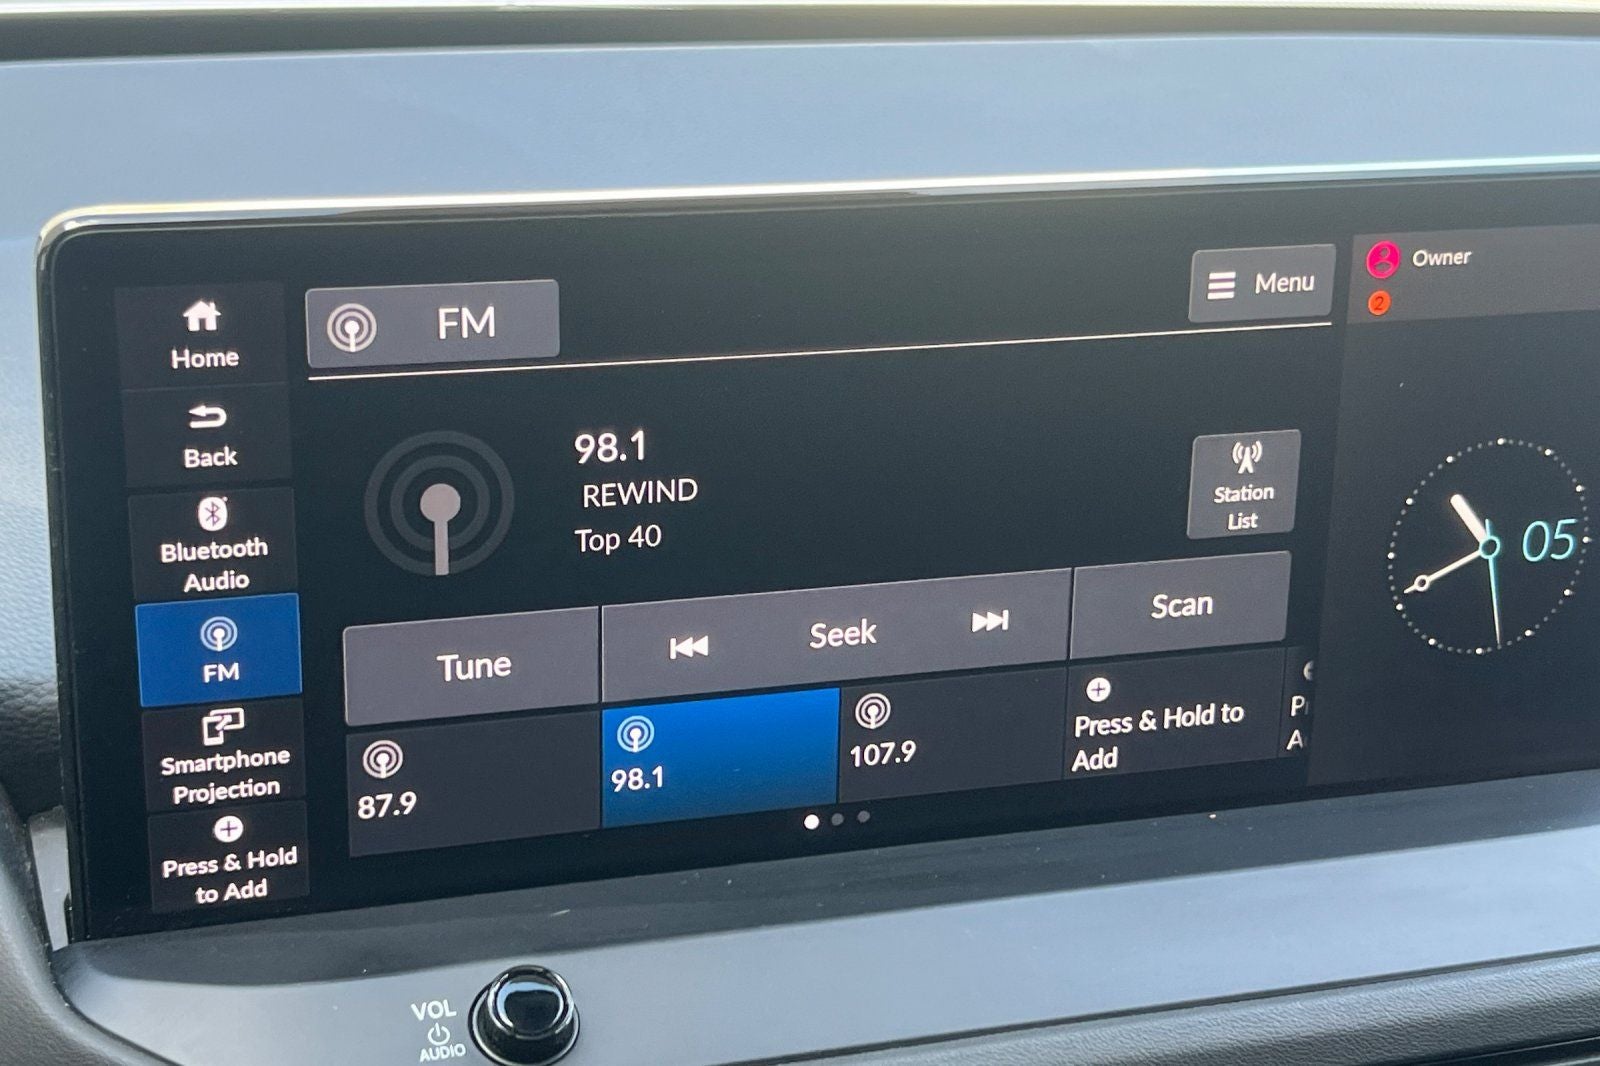 Home
Back
Bluetooth
Audio
FM
Smartphone
Projection
Press & Hold
to Add
FM
Menu
98.1
REWIND
Top 40
Station
List
Tune
Seek
Scan
87.9
98.1
107.9
Press & Hold to
Add
Owner
2
05
VOL
AUDIO